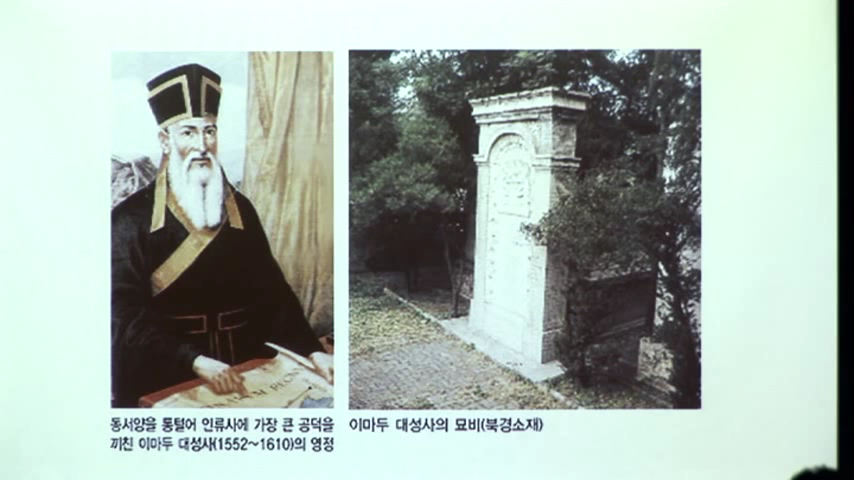 동서양을 통털어 인류사에 가장 큰 공덕을
끼친 이마두 대성사(1552~1610)의 영정
이마두 대성사의 묘비(북경소재)